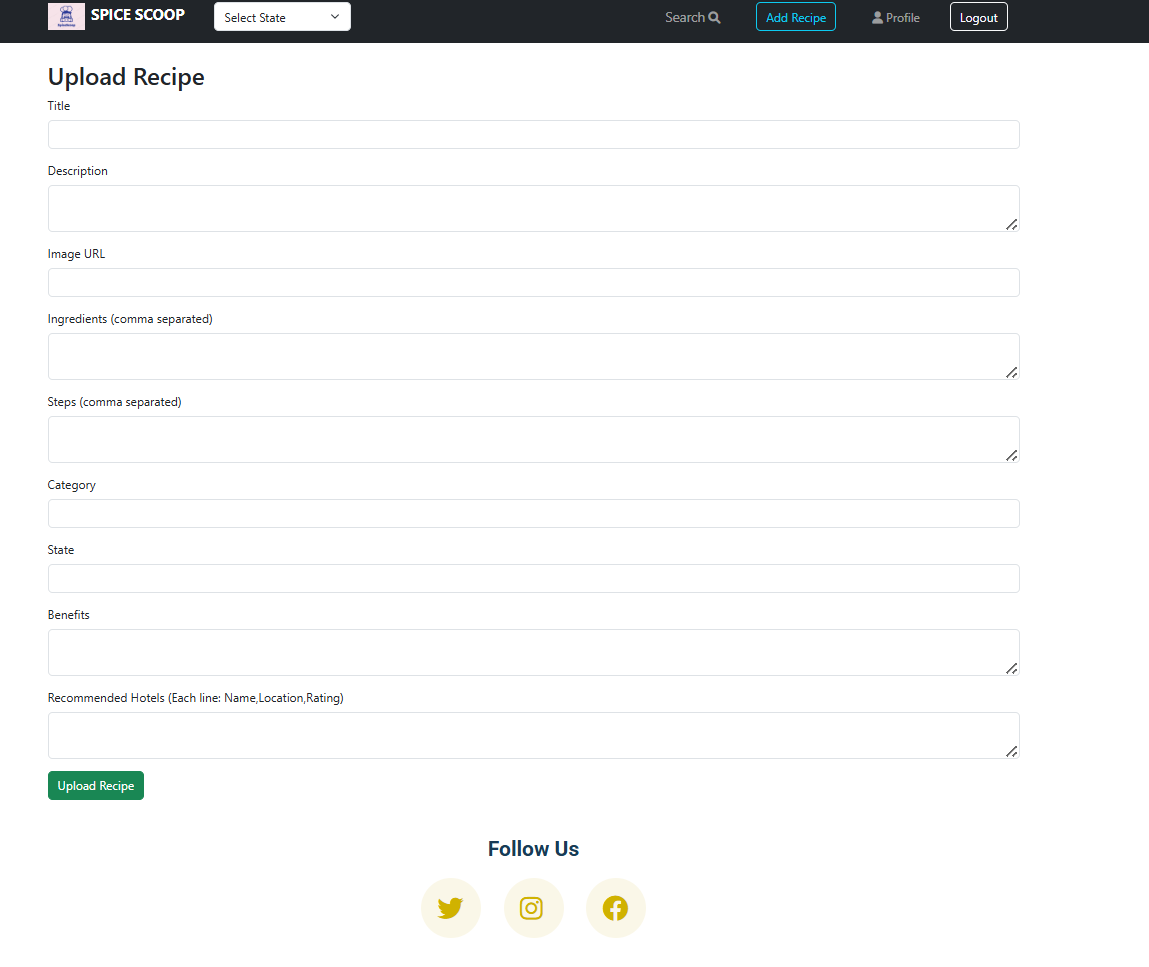 SPICE SCOOP
Select State
Search
Add Recipe
Profile
Logout
Upload Recipe
Title
Description
Image URL
Ingredients (comma separated)
Steps (comma separated)
Category
State
Benefits
Recommended Hotels (Each line: Name,Location,Rating)
Upload Recipe
Follow Us